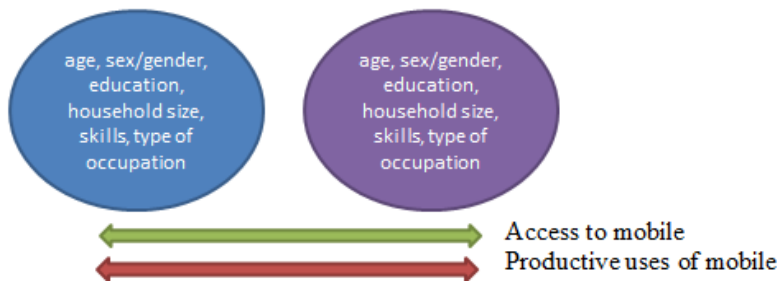 age, sex/gender,
education,
household size,
skills, type of
occupation
age, sex/gender,
education,
household size,
skills, type of
occupation
Access to mobile
Productive uses of mobile